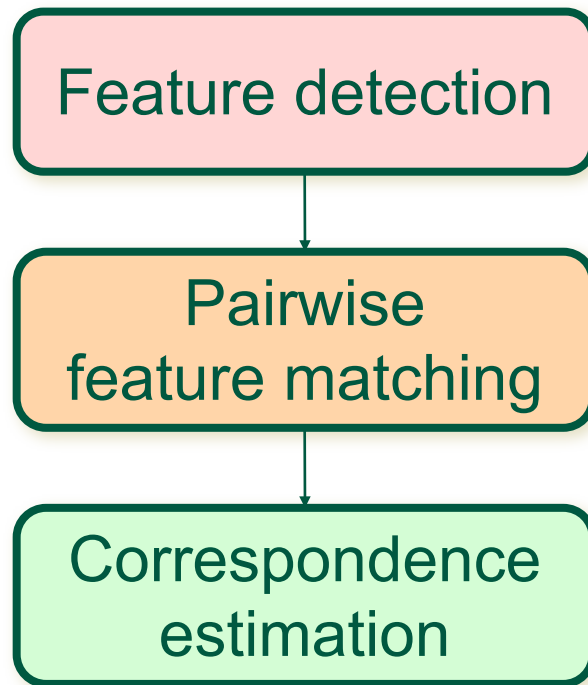 Feature detection
Pairwise
feature matching
Correspondence
estimation